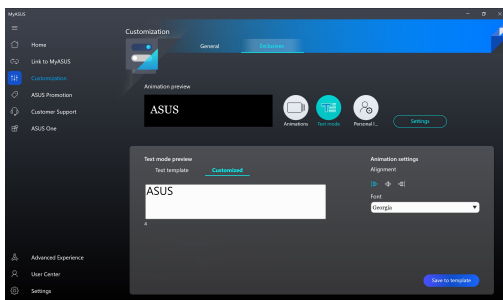 MyASUS
Home
Link to MyASUS
Customization
ASUS Promotion
Customer Support
ASUS One
Advanced Experience
User Center
Settings
Customization
General
Exclusives
Animation preview
ASUS
Animations
Text mode
Personal I...
Settings
Text mode preview
Text template
Customized
ASUS
4
Animation settings
Alignment
Font
Georgia
Save to template